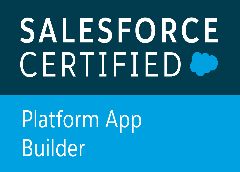 SALESFORCE
CERTIFIED
Platform App
Builder